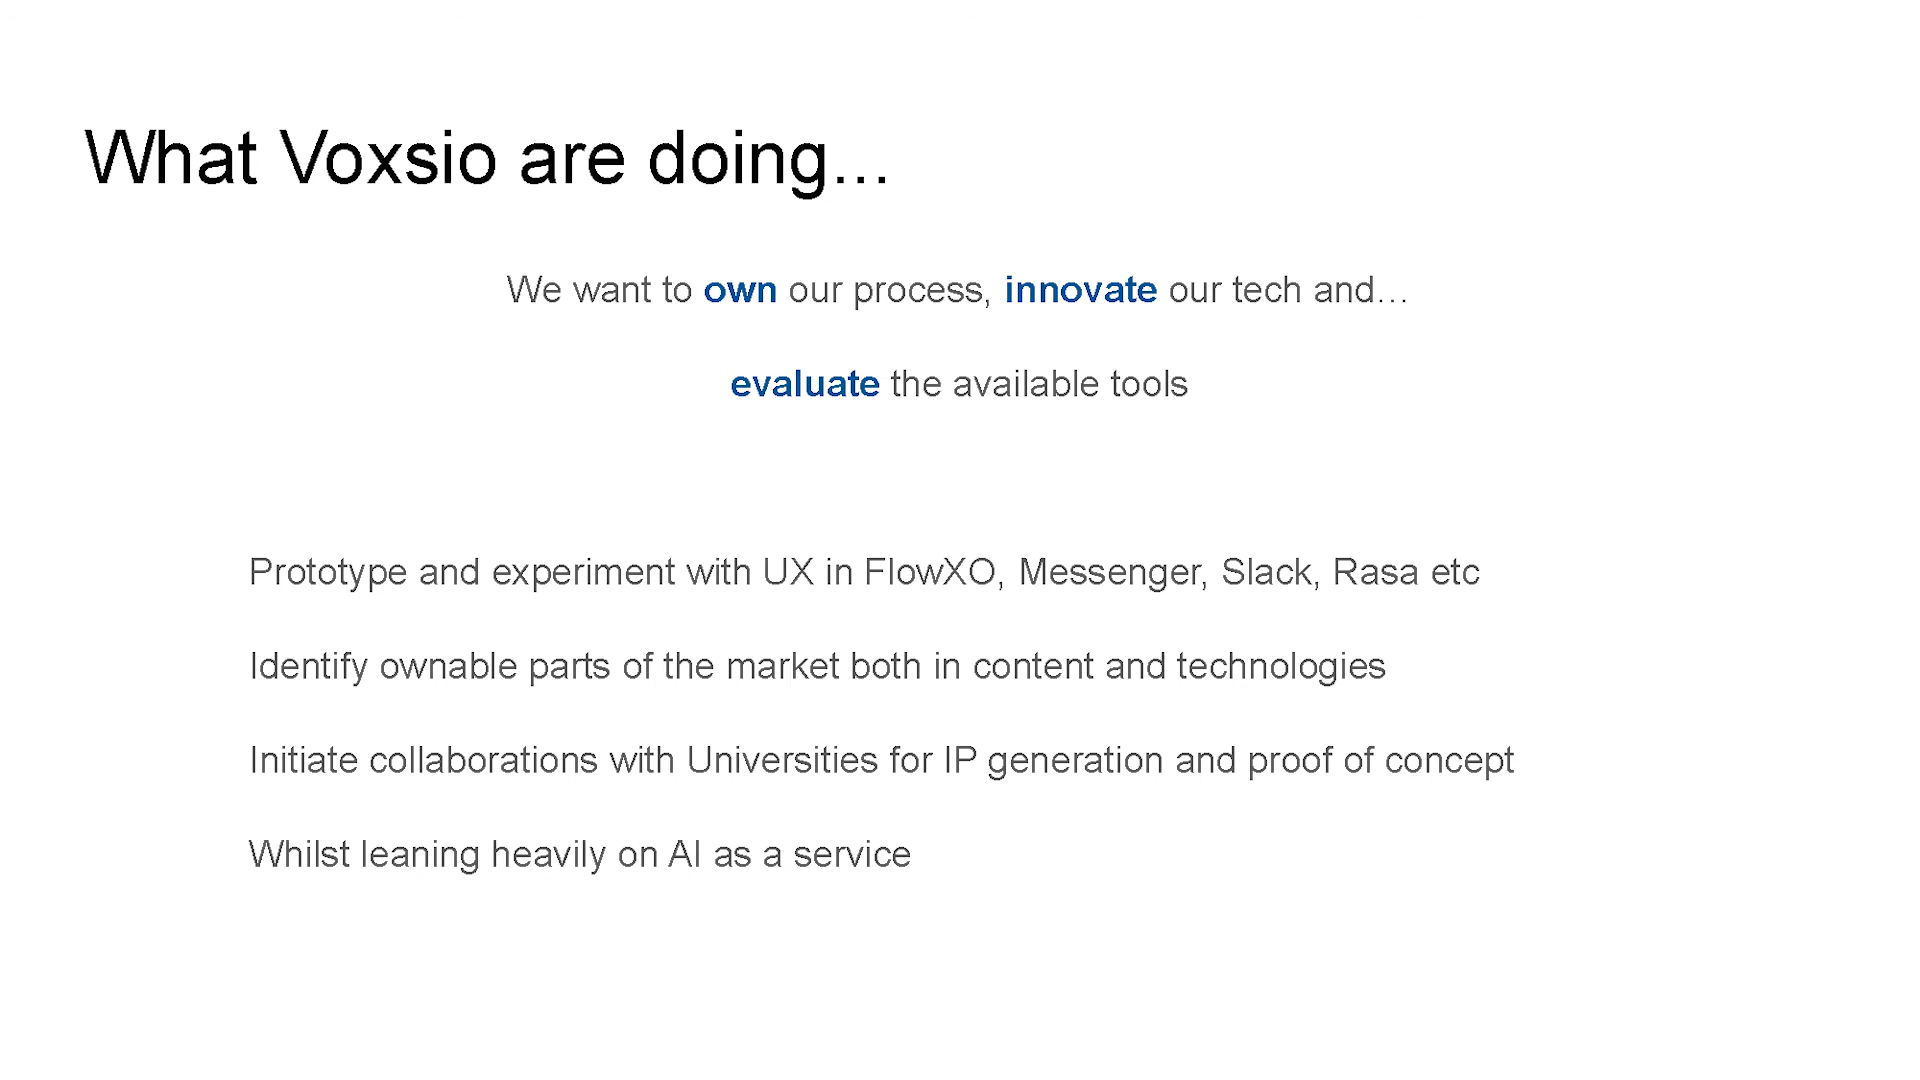 What Voxsio are doing...
We want to own our process, innovate our tech and…
evaluate the available tools
Prototype and experiment with UX in FlowXO, Messenger, Slack, Rasa etc
Identify ownable parts of the market both in content and technologies
Initiate collaborations with Universities for IP generation and proof of concept
Whilst leaning heavily on AI as a service